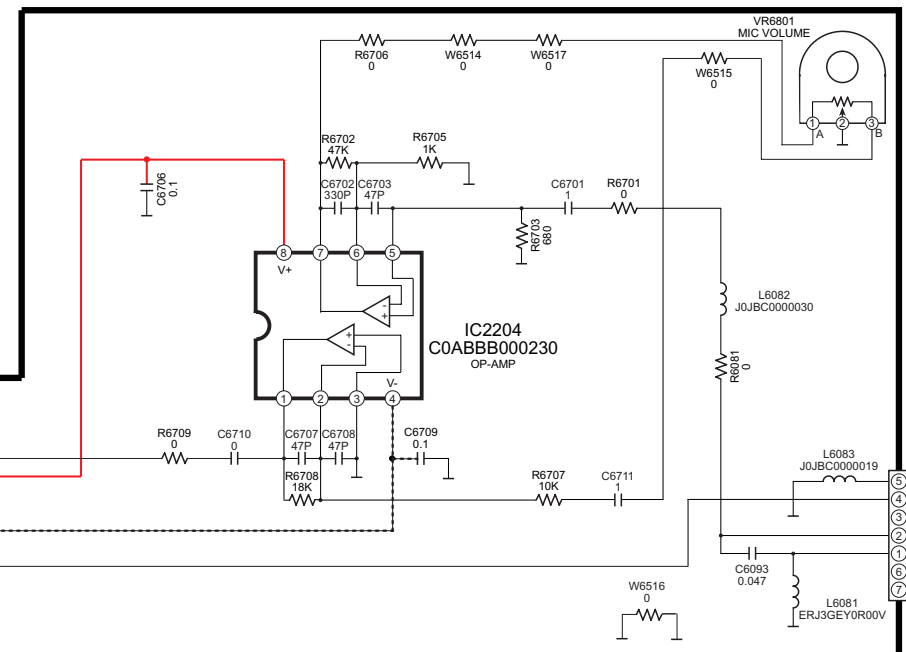 VR6801
MIC VOLUME
R6706
0
W6514
0
W6517
0
W6515
0
1
2
3
A
B
R6702
47K
R6705
1K
C6706
0.1
C6702
330P
C6703
47P
C6701
1
R6701
0
R6703
680
8
7
6
5
V+
-
+
+
-
IC2204
C0ABBB000230
OP-AMP
V-
1
2
3
4
L6082
J0JBC0000030
R6081
0
R6709
0
C6710
0
C6707
47P
C6708
47P
C6709
0.1
R6708
18K
R6707
10K
C6711
1
L6083
J0JBC0000019
5
4
3
2
1
6
7
C6093
0.047
W6516
0
L6081
ERJ3GEY0R00V